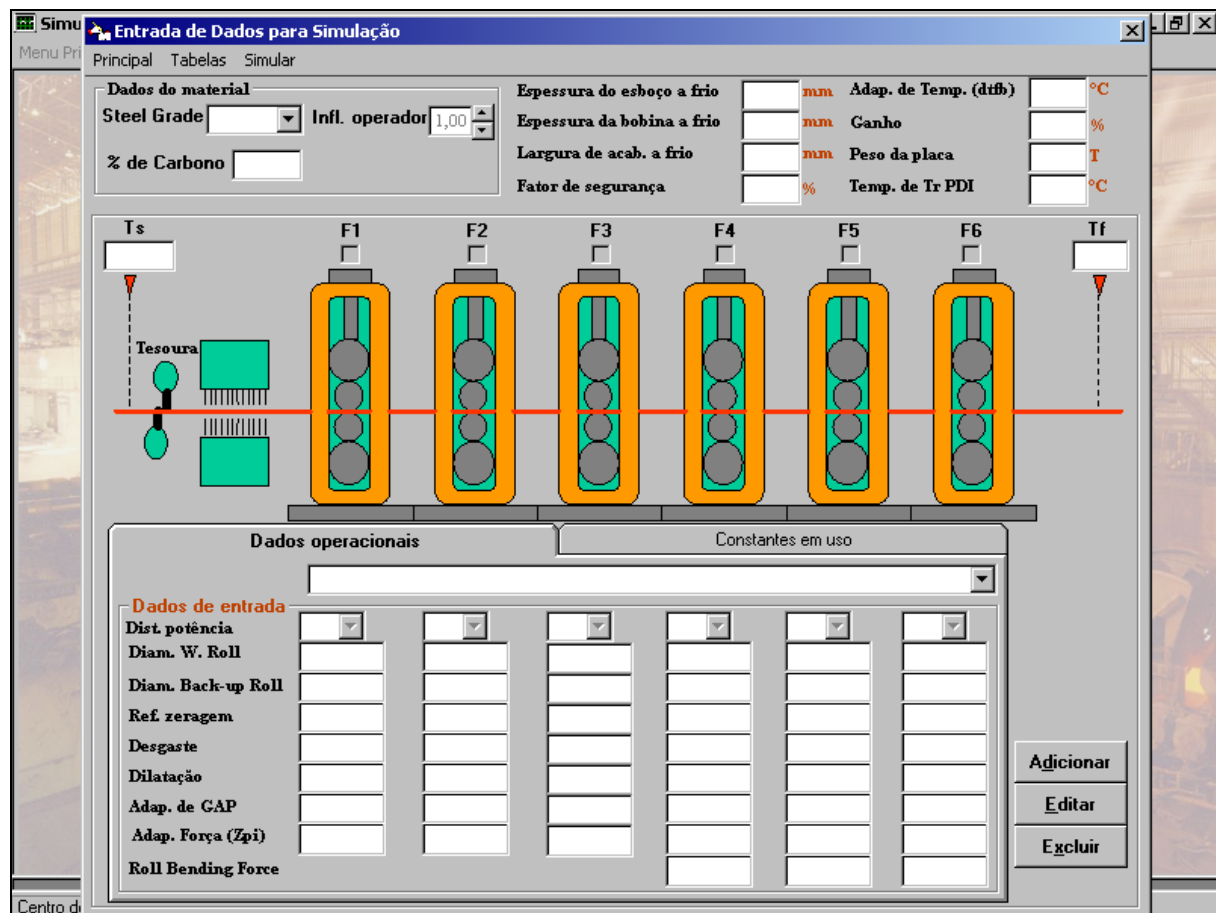 Simu
Entrada de Dados para Simulação
Menu Pri
Principal Tabelas Simular
Dados do material
Steel Grade
Infl. operador 1,00
% de Carbono
Espessura do esboço a frio mm
Espessura da bobina a frio mm
Largura de acab. a frio mm
Fator de segurança %
Adap. de Temp. (dtfb) °C
Ganho %
Peso da placa T
Temp. de Tr PDI °C
Ts F1 F2 F3 F4 F5 F6 Tf
Tesoura
Dados operacionais
Constantes em uso
Dados de entrada
Dist. potência
Diam. W. Roll
Diam. Back-up Roll
Ref. zeragem
Desgaste
Dilatação
Adap. de GAP
Adap. Força (Zpi)
Roll Bending Force
Adicionar
Editar
Excluir
Centro d